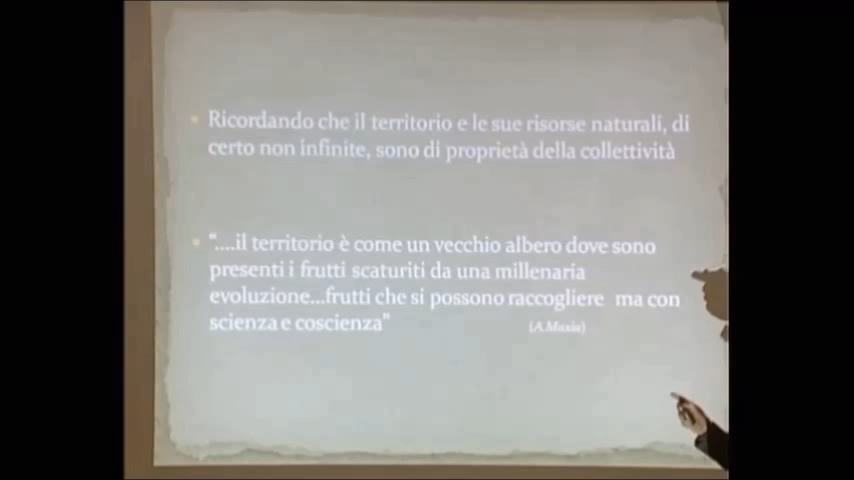 Ricordando che il territorio e le sue risorse naturali, di
certo non infinite, sono di proprietà della collettività
"....il territorio è come un vecchio albero dove sono
presenti i frutti scaturiti da una millenaria
evoluzione...frutti che si possono raccogliere ma con
scienza e coscienza" (A.Muxia)